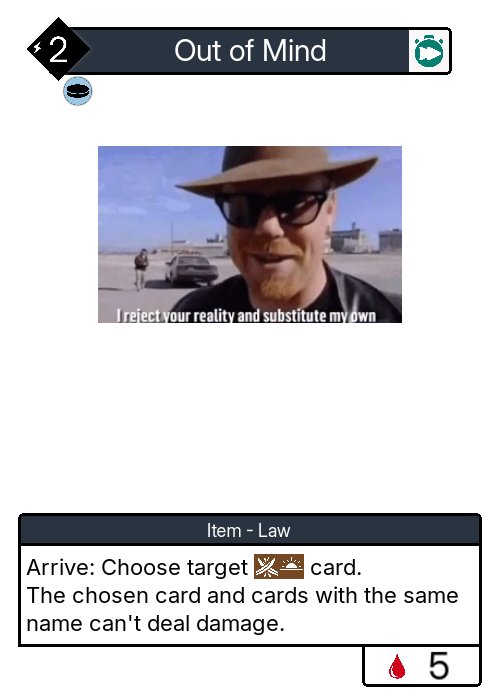 2
Out of Mind
I reject your reality and substitute my own
Item - Law
Arrive: Choose target card.
The chosen card and cards with the same
name can't deal damage.
5